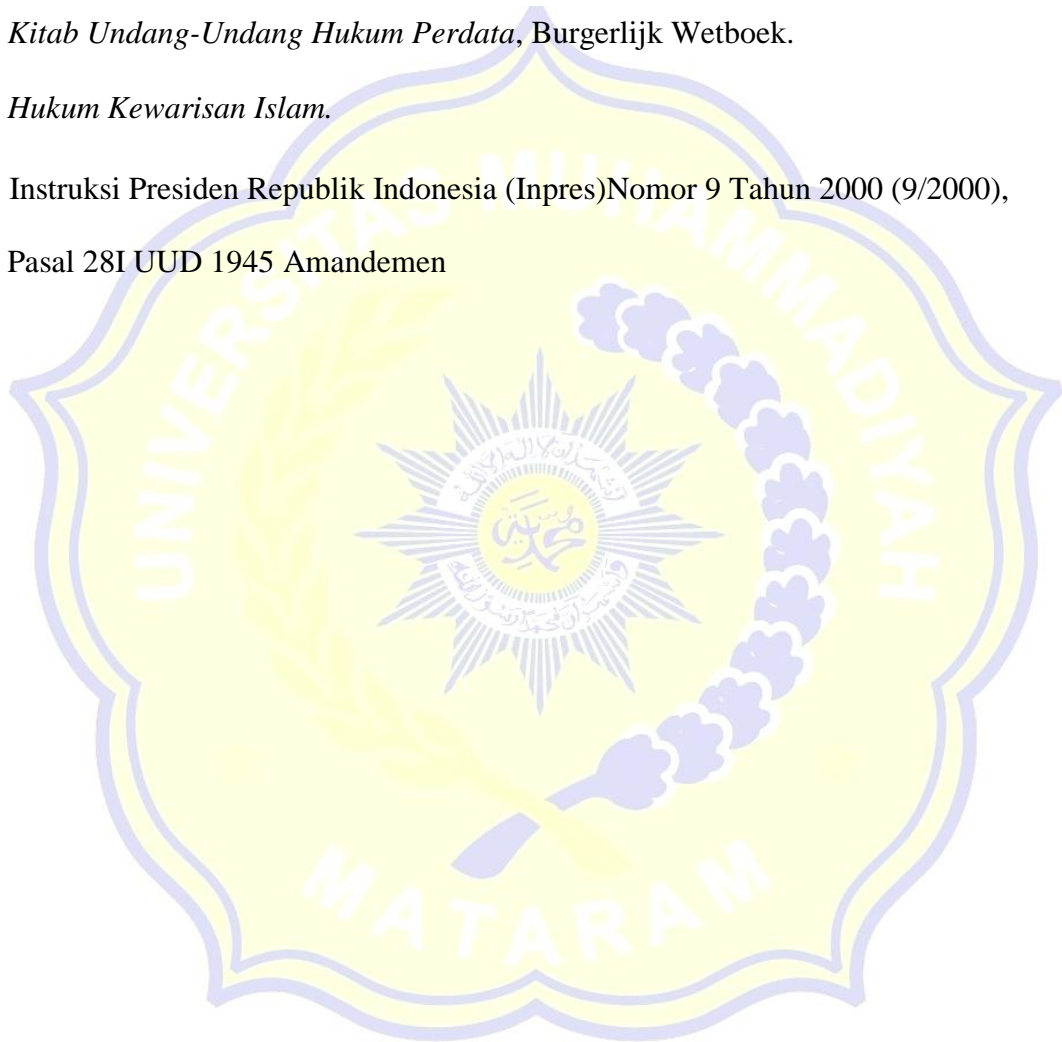 Kitab Undang-Undang Hukum Perdata, Burgerlijk Wetboek.
Hukum Kewarisan Islam.
Instruksi Presiden Republik Indonesia (Inpres)Nomor 9 Tahun 2000 (9/2000),
Pasal 28I UUD 1945 Amandemen
UNIVERSITAS MUHAMMADIYAH
MATARAM